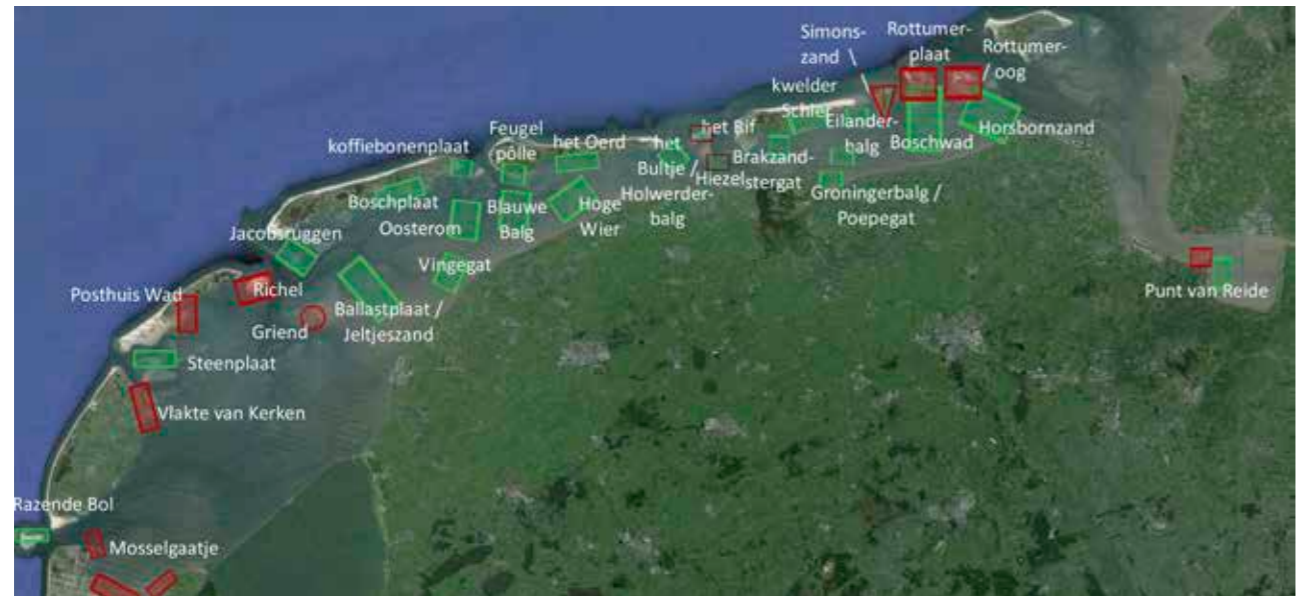 Simons-
zand \
Rottumer-
plaat
Rottumer-
/ oog
kwelder
Schier
Eilander-
balg
Boschwad
Horsbornzand
het Rif
Brakzand-
stergat
Groningerbalg /
Poepegat
het
Bultje /
Holwerder-
balg
Hiezel
Feugel
pôlle
het Oerd
koffiebonenplaat
Boschplaat
Oosterom
Blauwe
Balg
Hoge
Wier
Jacobsruggen
Vingegat
Posthuis Wad
Richel
Griend
Ballastplaat /
Jeltjeszand
Punt van Reide
Steenplaat
Vlakte van Kerken
Razende Bol
Mosselgaatje